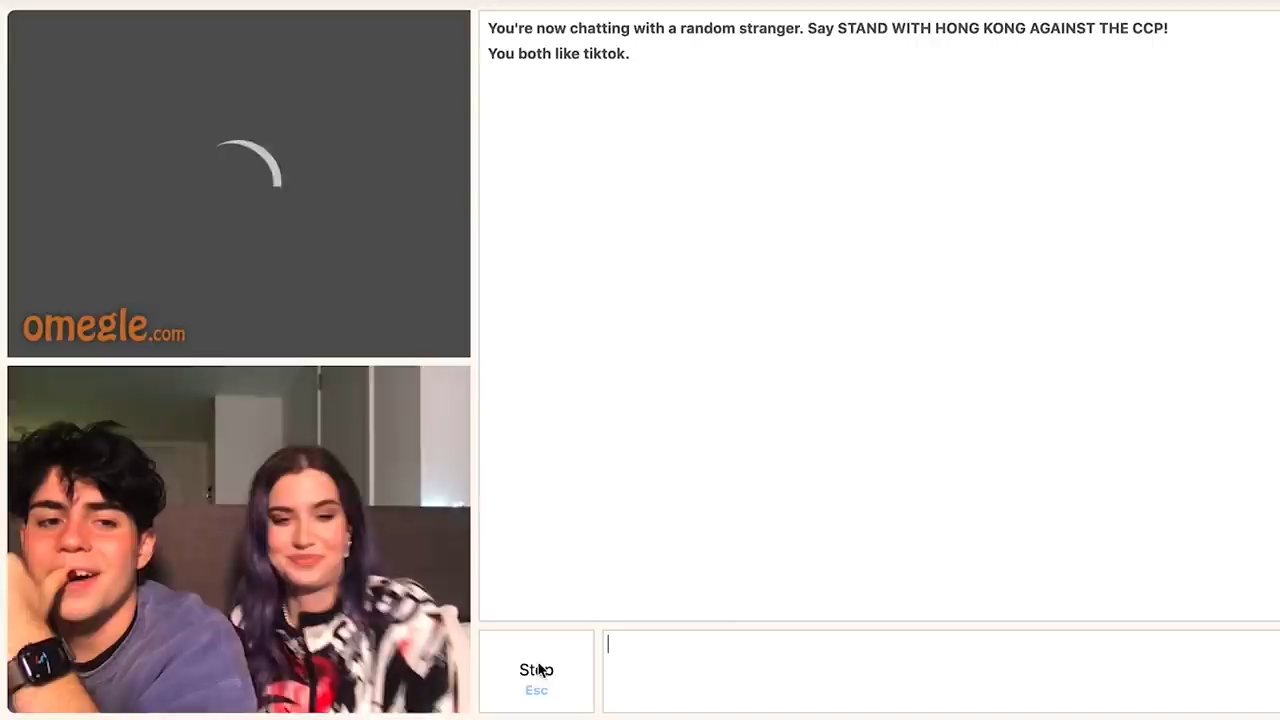 You're now chatting with a random stranger. Say STAND WITH HONG KONG AGAINST THE CCP!
You both like tiktok.
omegle.com
Stop
Esc